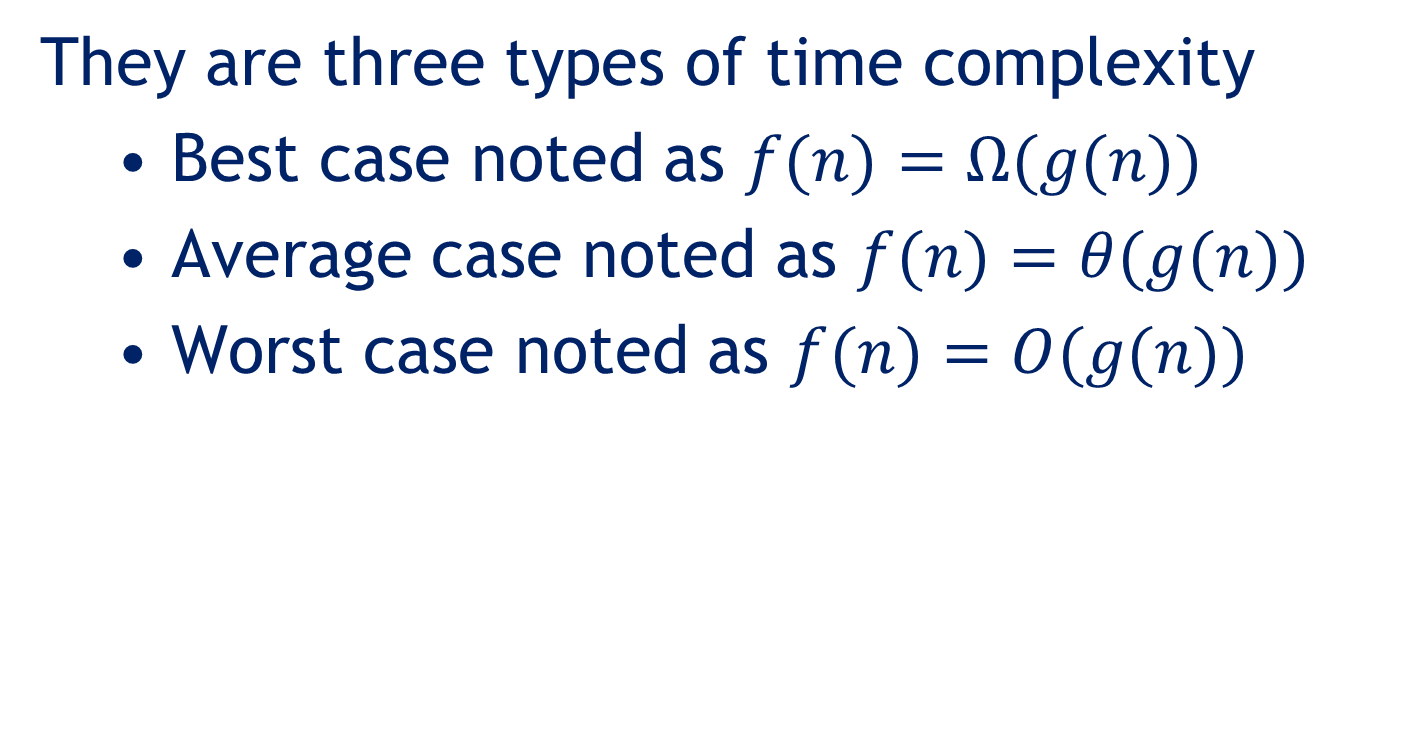 They are three types of time complexity
• Best case noted as f(n) = Ω(g(n))
• Average case noted as f(n) = θ(g(n))
• Worst case noted as f(n) = O(g(n))